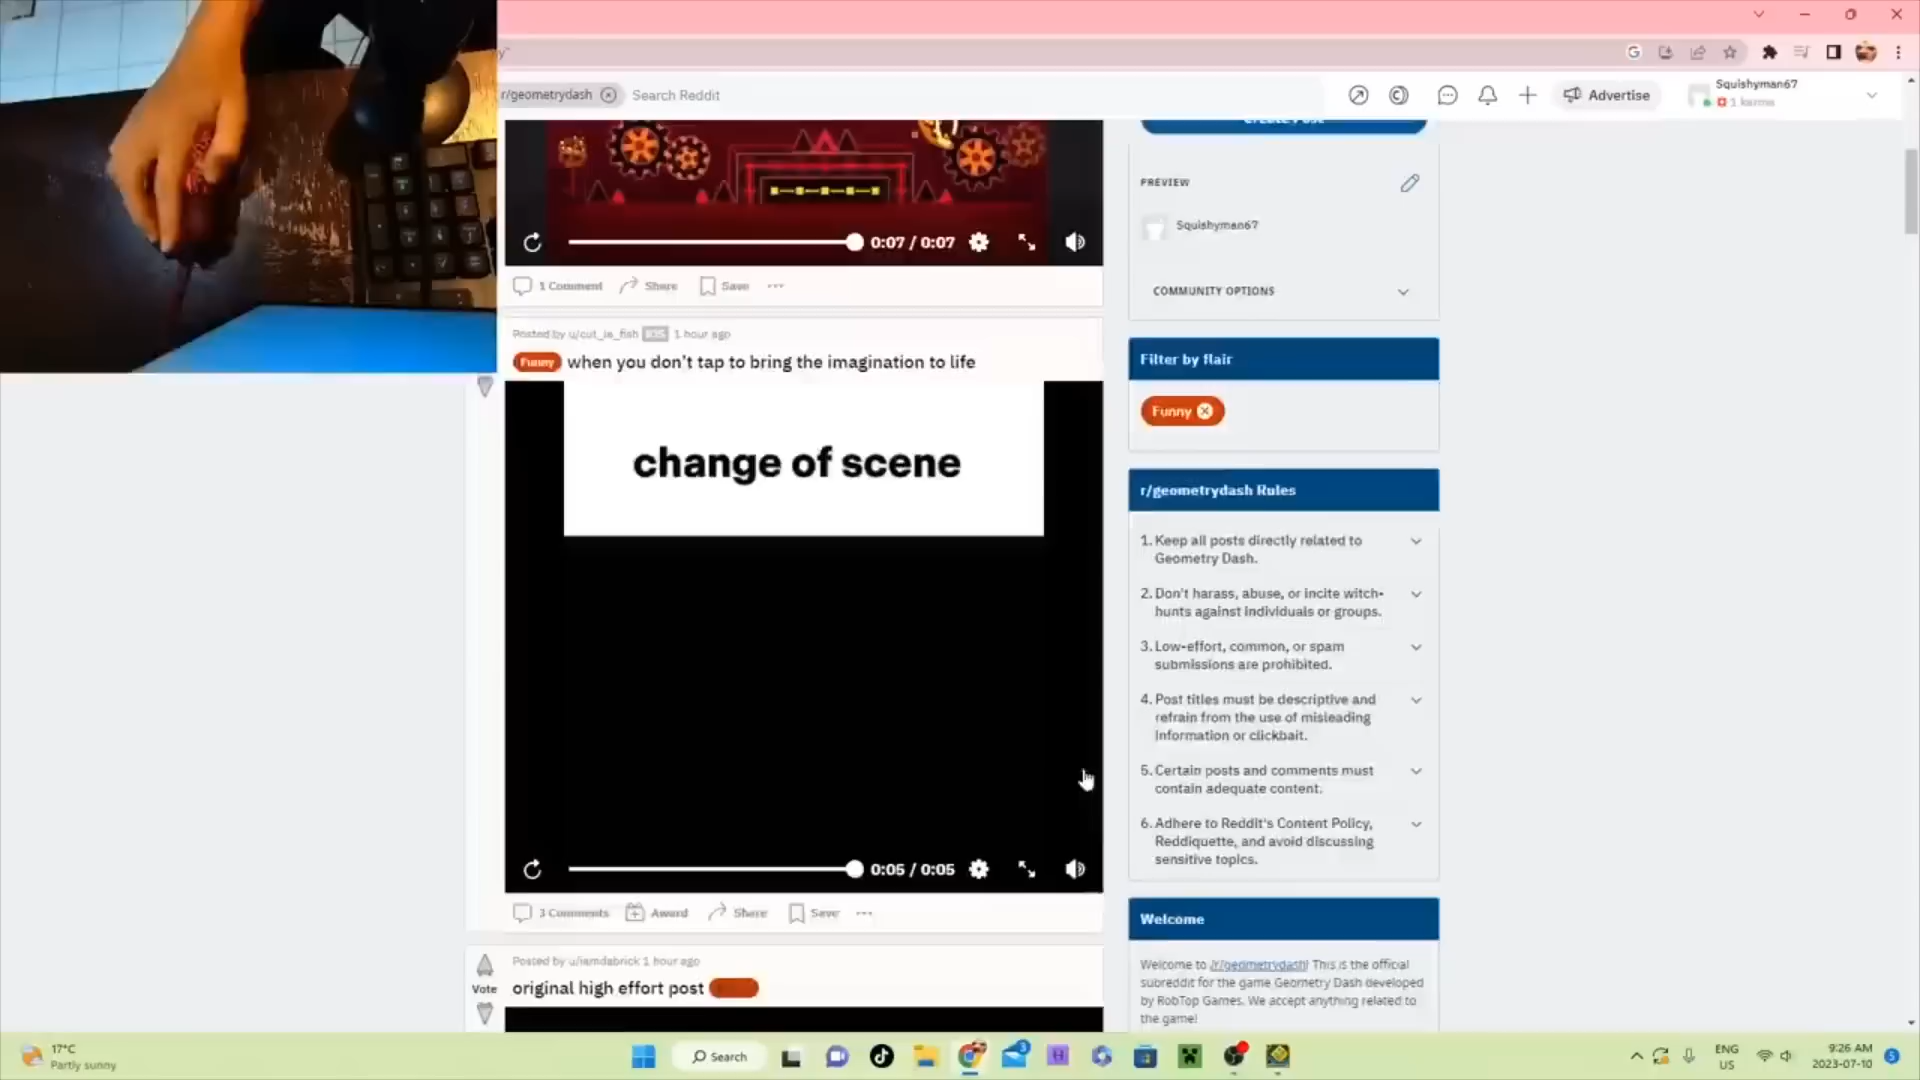 y"
r/geometrydash
Search Reddit
Advertise
Squishyman67
1 karma
0:07 / 0:07
1 Comment
Share
Save
Posted by u/cut_ie_fish
1 hour ago
Funny
when you don't tap to bring the imagination to life
change of scene
0:05 / 0:05
3 Comments
Award
Share
Save
Posted by u/iamdabrick 1 hour ago
Vote
original high effort post
PREVIEW
Squishyman67
COMMUNITY OPTIONS
Filter by flair
Funny
r/geometrydash Rules
1. Keep all posts directly related to
Geometry Dash.
2. Don't harass, abuse, or incite witch-
hunts against individuals or groups.
3. Low-effort, common, or spam
submissions are prohibited.
4. Post titles must be descriptive and
refrain from the use of misleading
information or clickbait.
5. Certain posts and comments must
contain adequate content.
6. Adhere to Reddit's Content Policy,
Reddiquette, and avoid discussing
sensitive topics.
Welcome
Welcome to /r/geometrydash! This is the official
subreddit for the game Geometry Dash developed
by RobTop Games. We accept anything related to
the game!
17°C
Partly sunny
Search
3
ENG
US
9:26 AM
2023-07-10
5